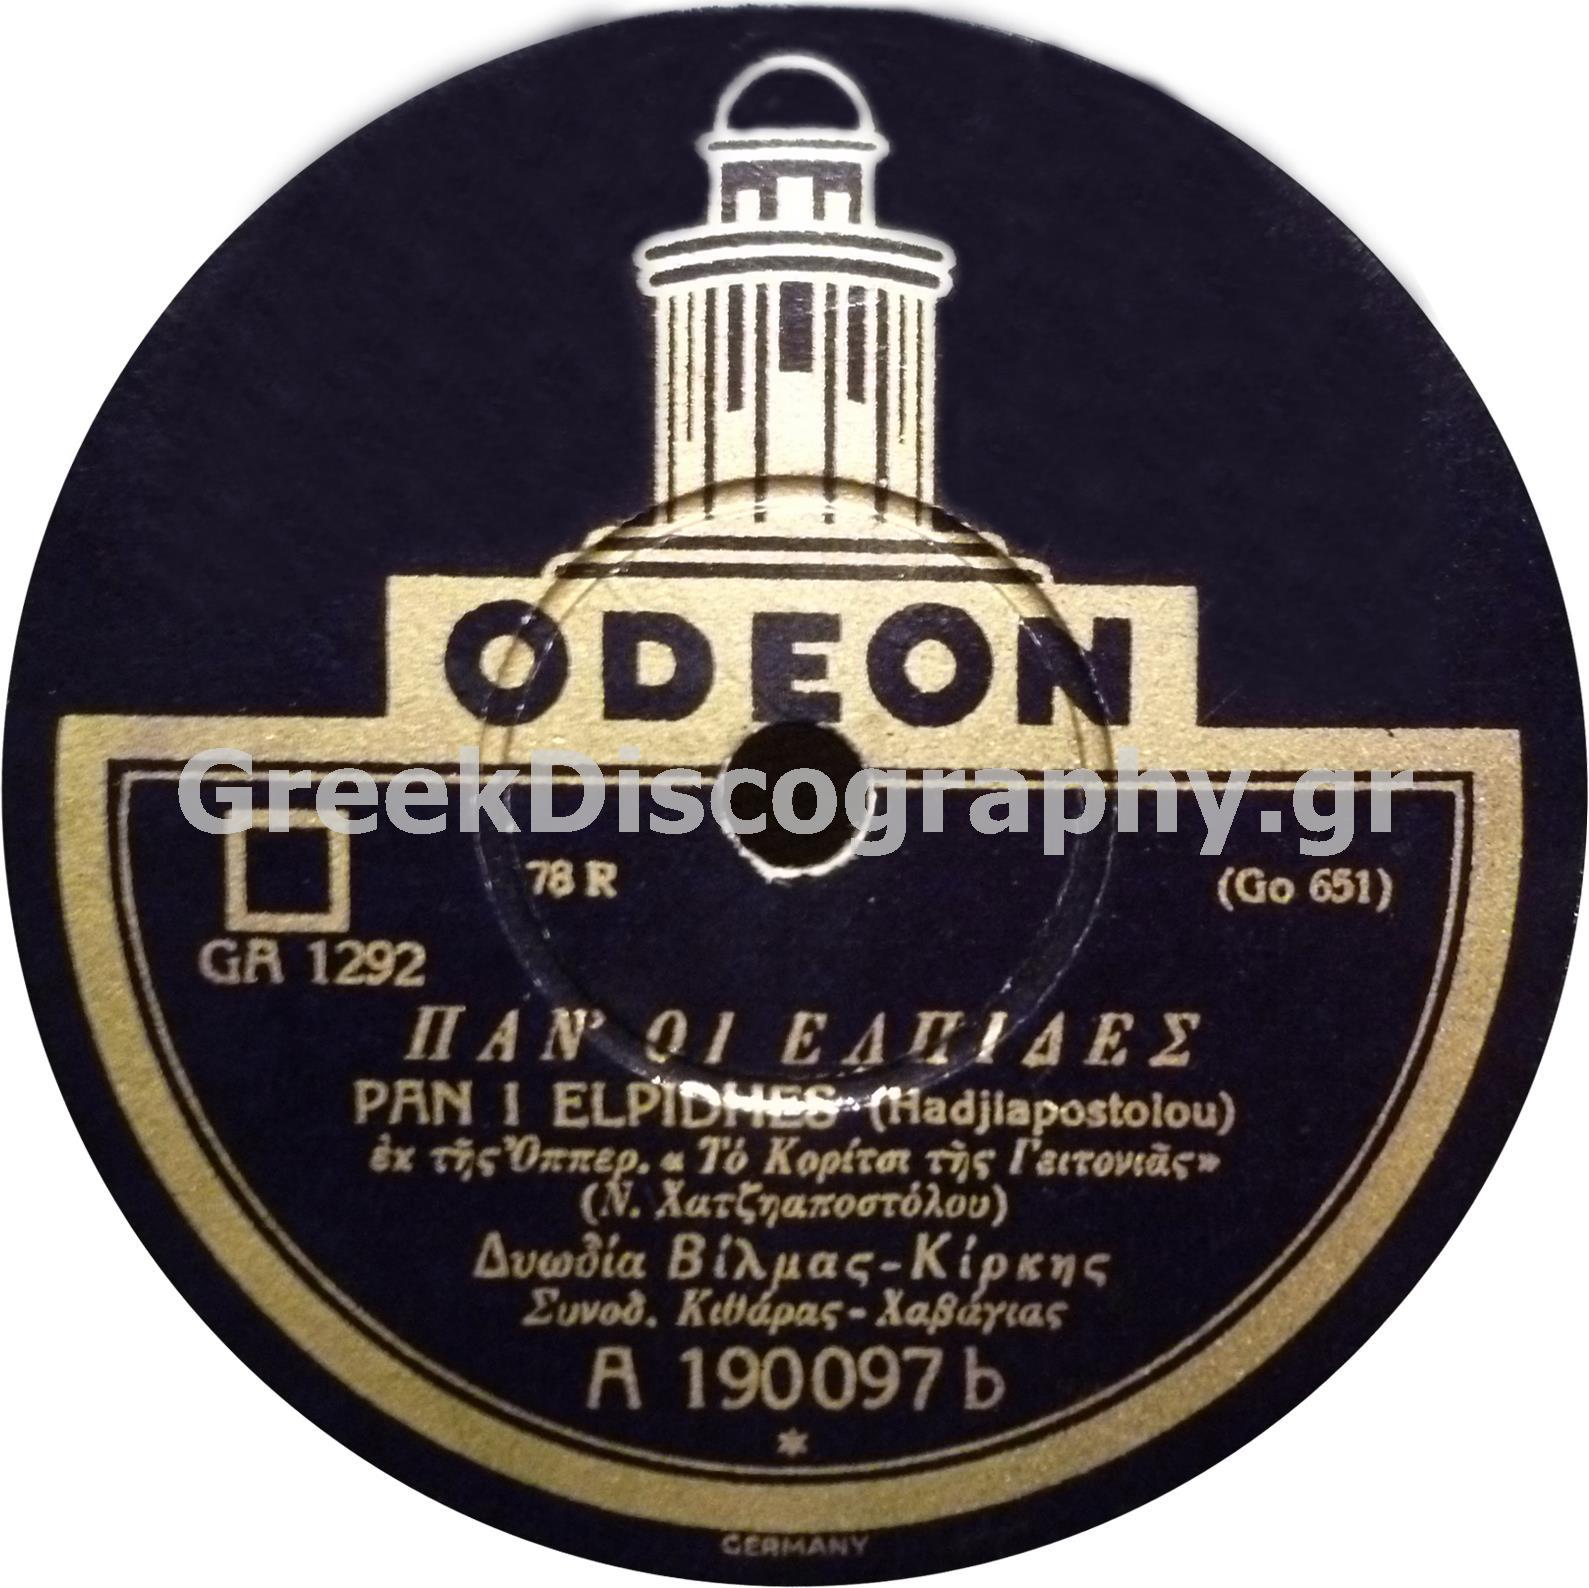 ODEON
GreekDiscography.gr
78 R
(Go 651)
GA 1292
ΠΑΝ' ΟΙ ΕΛΠΙΔΕΣ
PAN I ELPIDHES (Hadjiapostolou)
ἐκ τῆς Ὀππερ. « Τό Κορίτσι τῆς Γειτονιᾶς»
(Ν. Χατζηαποστόλου)
Δυωδία Βίλμας - Κίρκης
Συνοδ. Κιθάρας - Χαβάγιας
A 190097 b
GERMANY